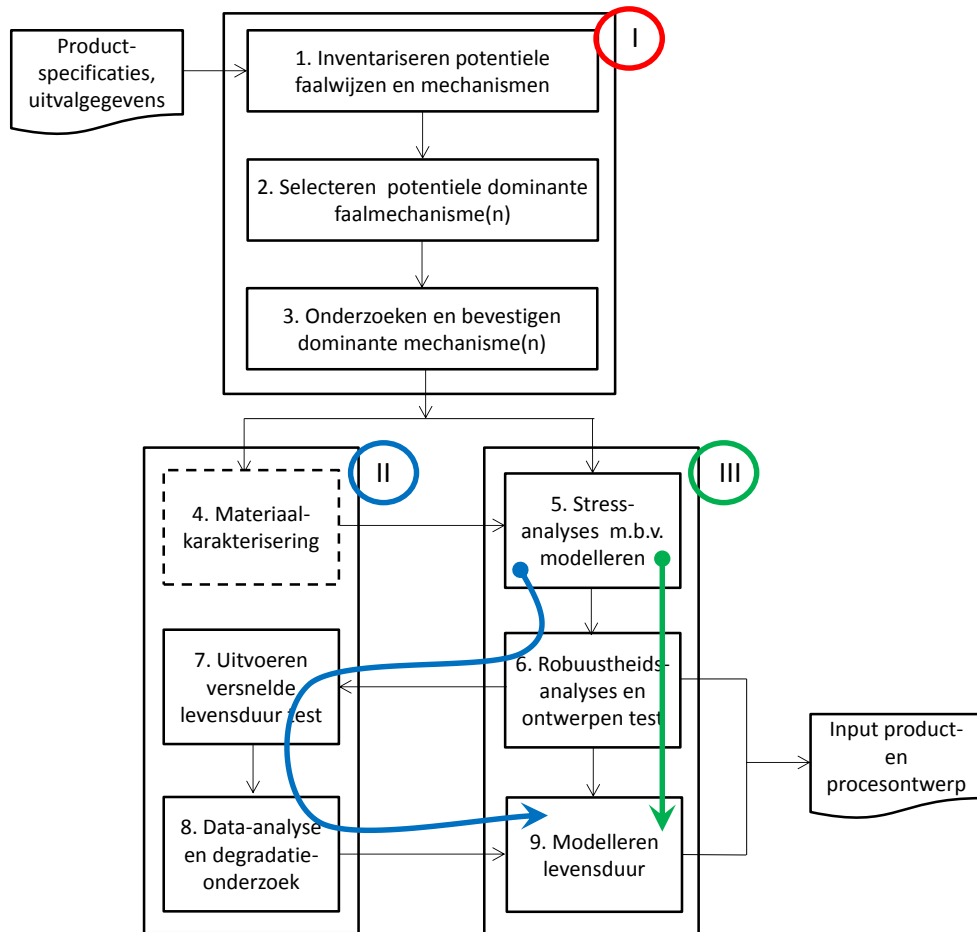 Product-
specificaties,
uitvalgegevens
I
1. Inventariseren potentiele
faalwijzen en mechanismen
2. Selecteren potentiele dominante
faalmechanisme(n)
3. Onderzoeken en bevestigen
dominante mechanisme(n)
II
III
4. Materiaal-
karakterisering
5. Stress-
analyses m.b.v.
modelleren
7. Uitvoeren
versnelde
levensduur test
6. Robuustheids-
analyses en
ontwerpen test
Input product-
en
procesontwerp
8. Data-analyse
en degradatie-
onderzoek
9. Modelleren
levensduur